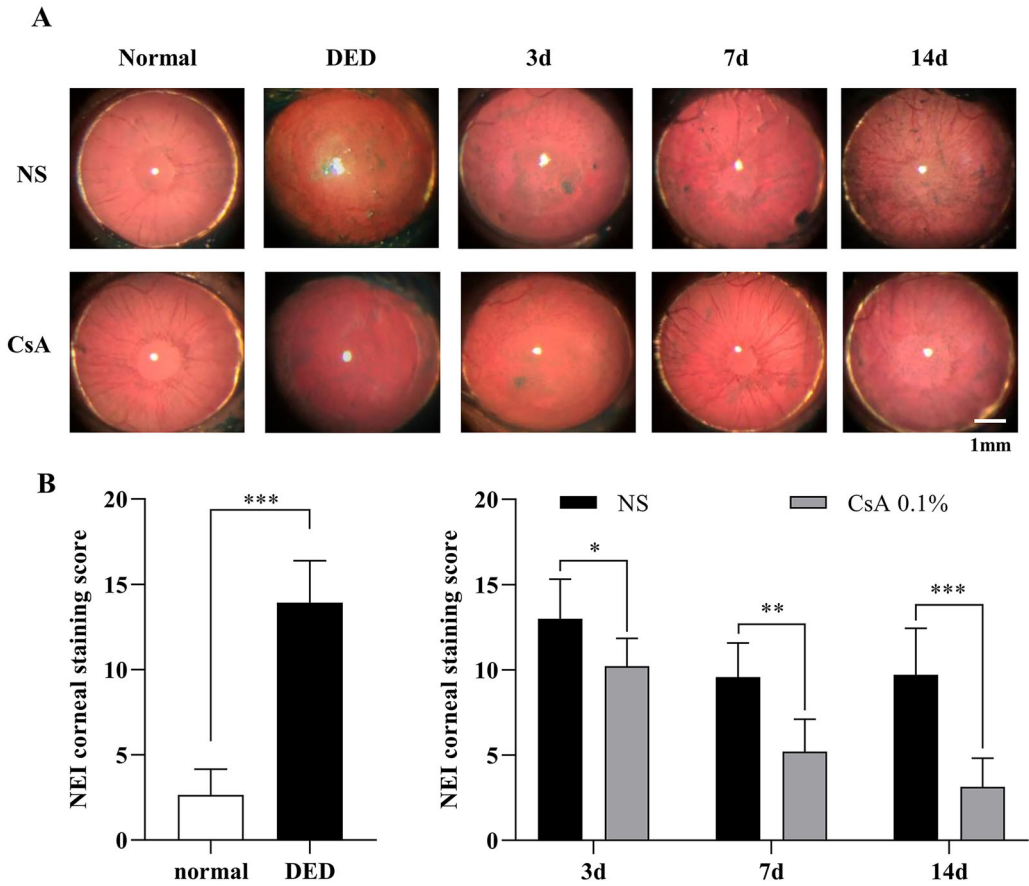 A
Normal DED 3d 7d 14d
NS
CsA
1mm
B
NEI corneal staining score
20
15
10
5
0
***
normal DED
NEI corneal staining score
20
15
10
5
0
NS CsA 0.1%
* ** ***
3d 7d 14d